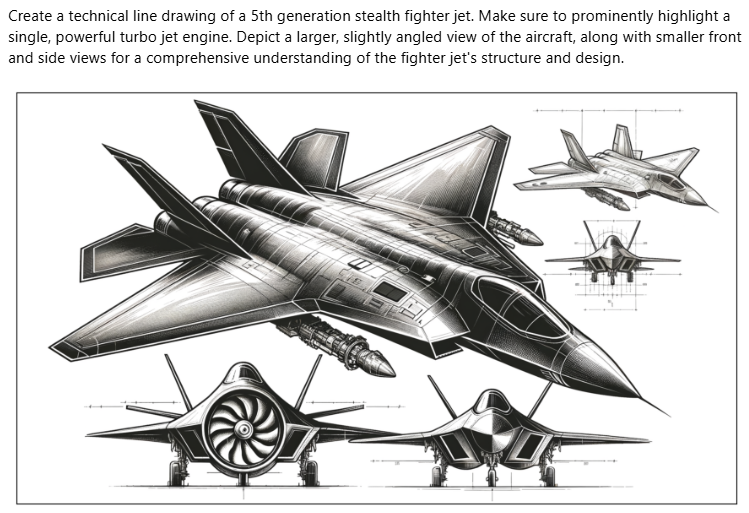 Create a technical line drawing of a 5th generation stealth fighter jet. Make sure to prominently highlight a
single, powerful turbo jet engine. Depict a larger, slightly angled view of the aircraft, along with smaller front
and side views for a comprehensive understanding of the fighter jet's structure and design.